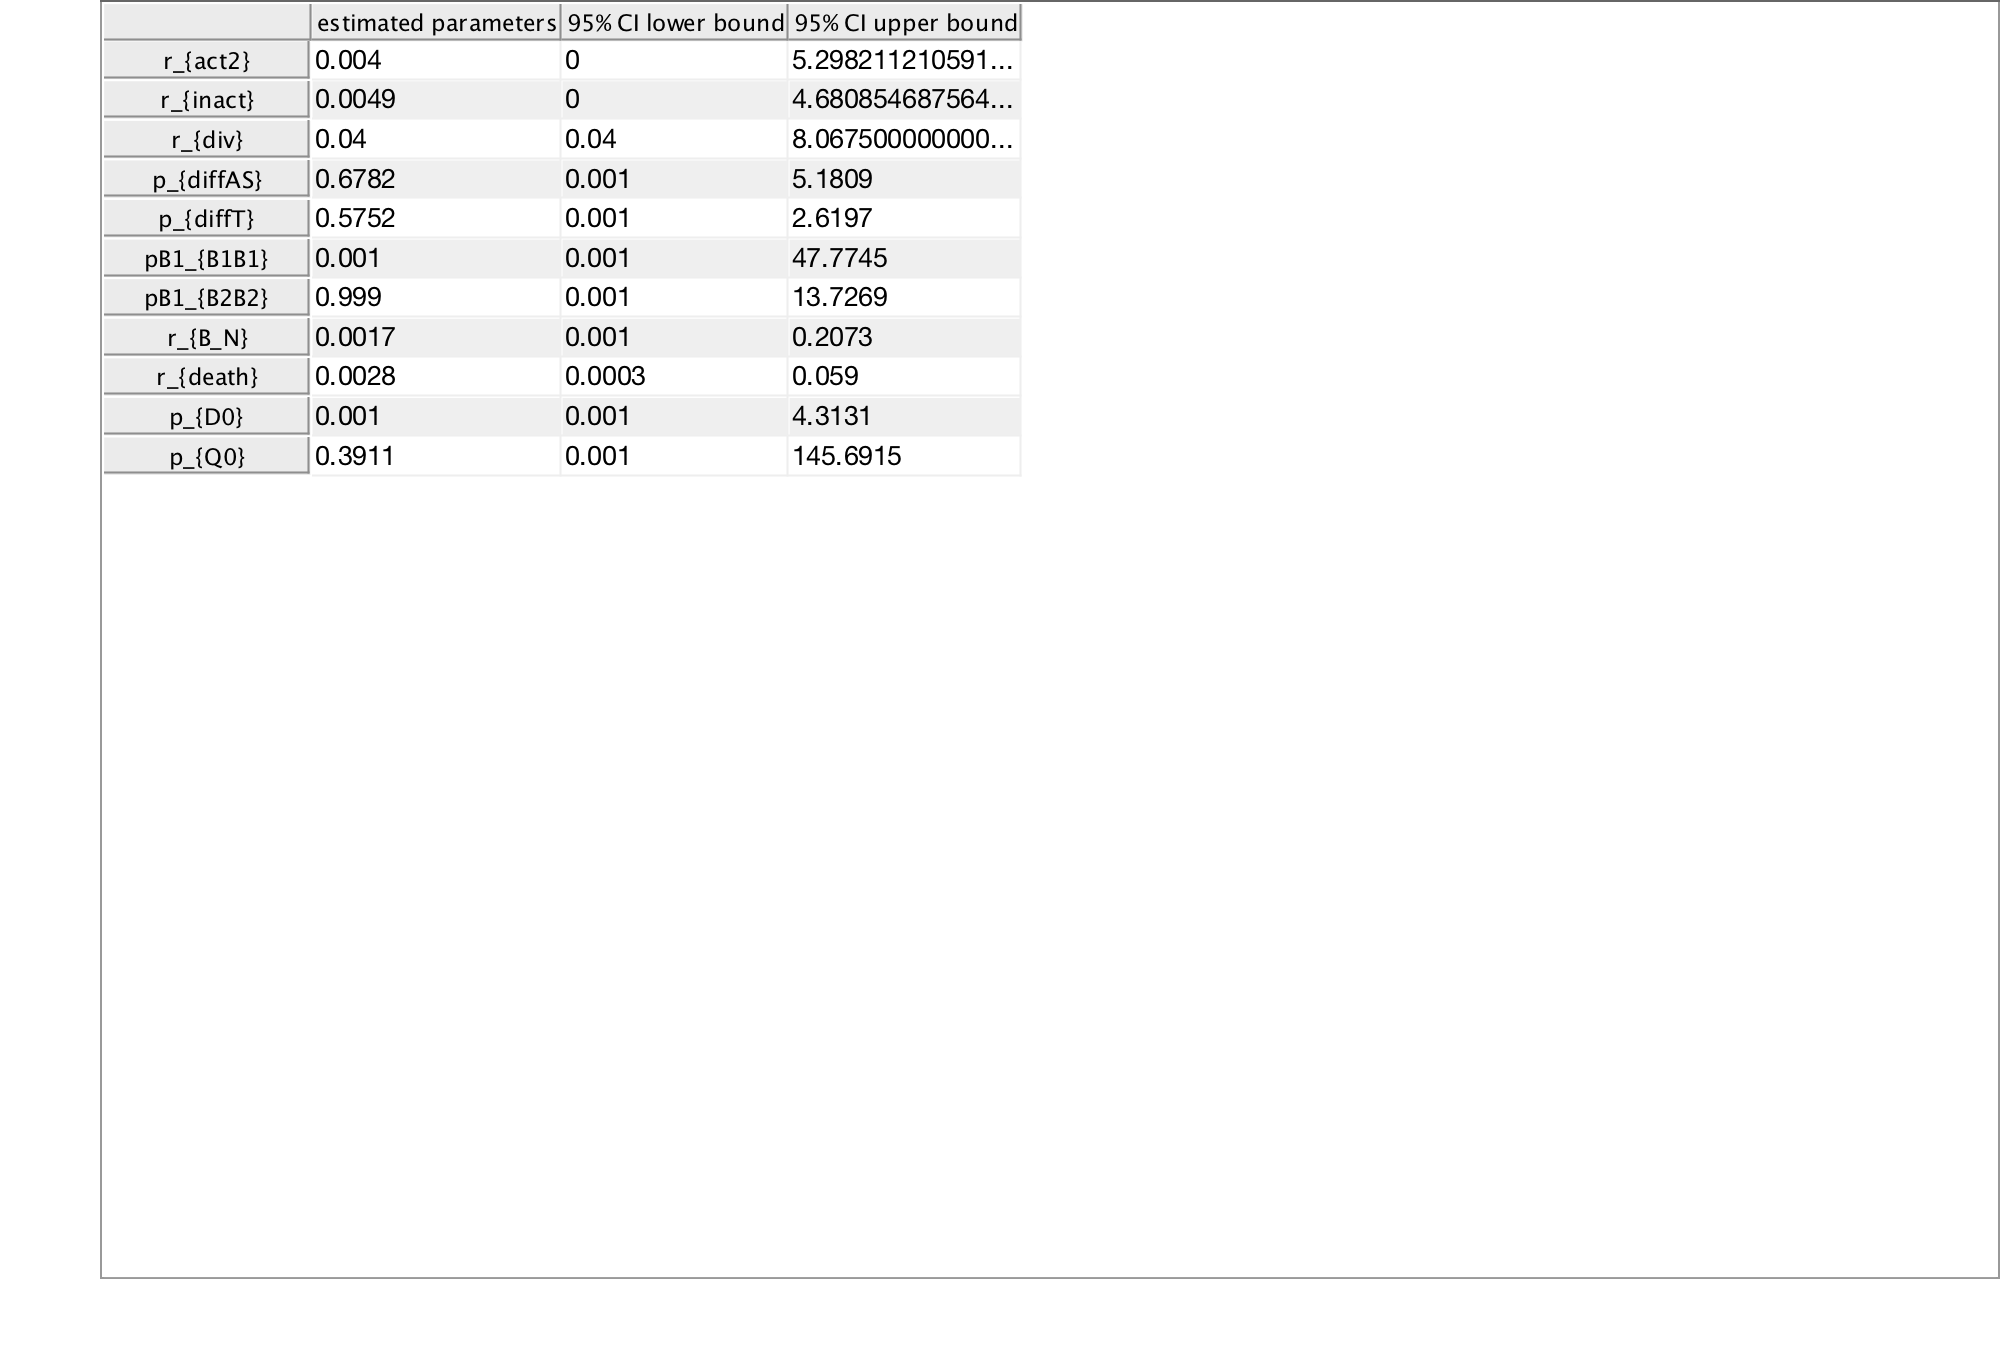 estimated parameters 95% CI lower bound 95% CI upper bound
r_{act2} 0.004 0 5.298211210591...
r_{inact} 0.0049 0 4.680854687564...
r_{div} 0.04 0.04 8.067500000000...
p_{diffAS} 0.6782 0.001 5.1809
p_{diffT} 0.5752 0.001 2.6197
pB1_{B1B1} 0.001 0.001 47.7745
pB1_{B2B2} 0.999 0.001 13.7269
r_{B_N} 0.0017 0.001 0.2073
r_{death} 0.0028 0.0003 0.059
p_{D0} 0.001 0.001 4.3131
p_{Q0} 0.3911 0.001 145.6915